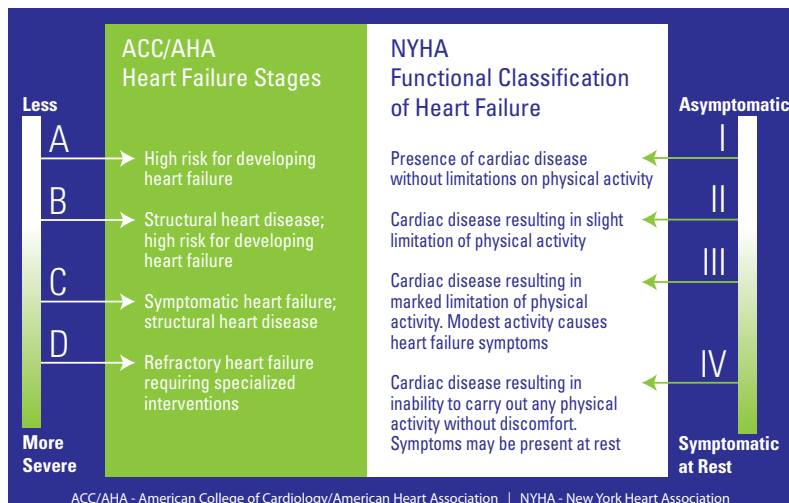 ACC/AHA
Heart Failure Stages
NYHA
Functional Classification
of Heart Failure
Less
A
High risk for developing
heart failure
B
Structural heart disease;
high risk for developing
heart failure
C
Symptomatic heart failure;
structural heart disease
D
Refractory heart failure
requiring specialized
interventions
More
Severe
Asymptomatic
I
Presence of cardiac disease
without limitations on physical activity
II
Cardiac disease resulting in slight
limitation of physical activity
III
Cardiac disease resulting in
marked limitation of physical
activity. Modest activity causes
heart failure symptoms
IV
Cardiac disease resulting in
inability to carry out any physical
activity without discomfort.
Symptoms may be present at rest
Symptomatic
at Rest
ACC/AHA - American College of Cardiology/American Heart Association | NYHA - New York Heart Association